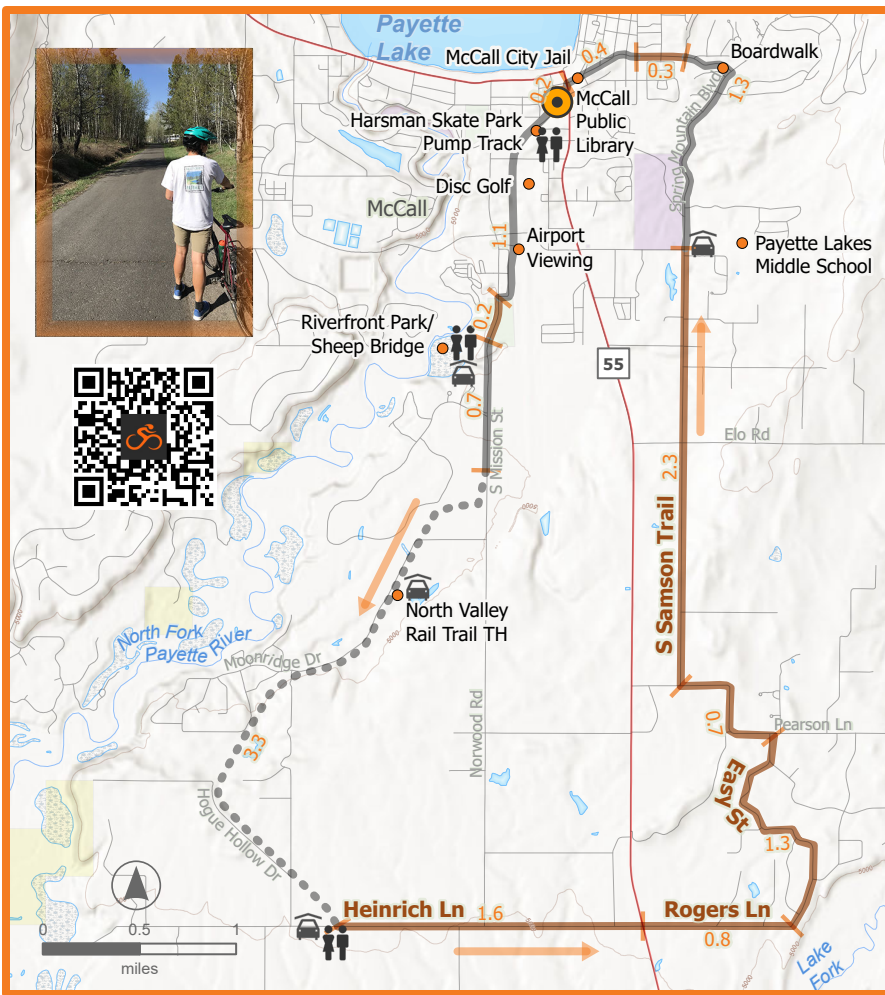 Payette
Lake
McCall City Jail
0.4
Boardwalk
0.3
0.2
1.3
McCall
Public
Library
Harsman Skate Park
Pump Track
Spring Mountain Blvd
Disc Golf
McCall
5000
1.1
Airport
Viewing
Payette Lakes
Middle School
Riverfront Park/
Sheep Bridge
0.2
55
0.7
S Mission St
Elo Rd
2.3
5000
S Samson Trail
North Valley
Rail Trail TH
5000
North Fork
Payette River
Moonridge Dr
3.3
Norwood Rd
0.7
Pearson Ln
Easy St
Hogue Hollow Dr
1.3
Heinrich Ln
1.6
Rogers Ln
0.8
0
0.5
1
miles
Lake
Fork
5000